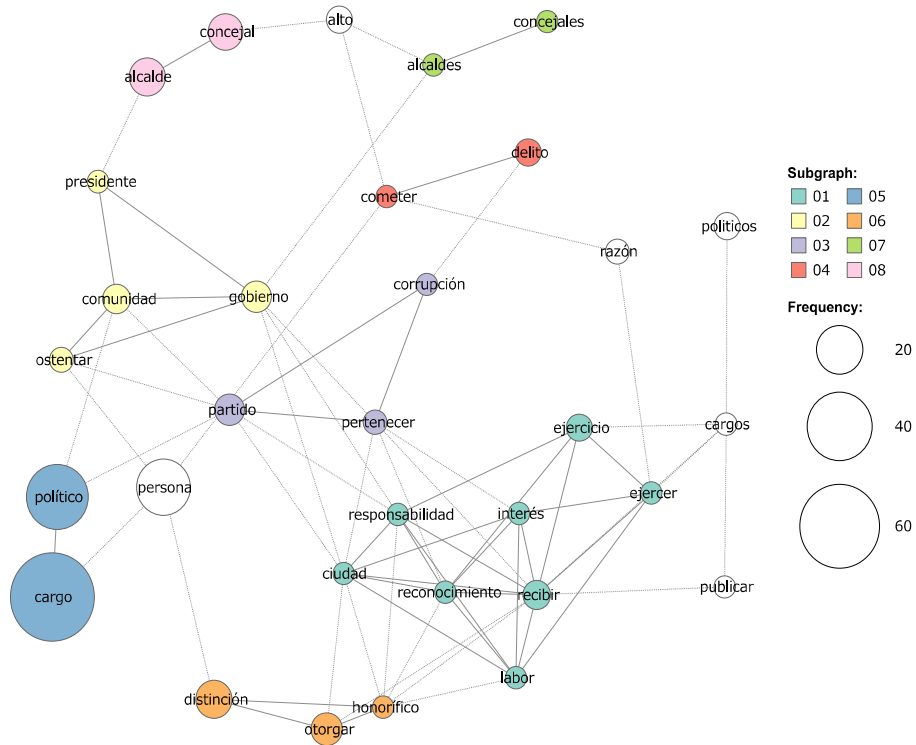 concejal
alto
concejales
alcalde
alcaldes
delito
presidente
cometer
politicos
razón
corrupción
comunidad
gobierno
ostentar
partido
pertenecer
ejercicio
cargos
persona
político
ejercer
responsabilidad
interés
ciudad
reconocimiento
recibir
publicar
cargo
labor
distinción
honorífico
otorgar
Subgraph:
01 05
02 06
03 07
04 08
Frequency:
20
40
60